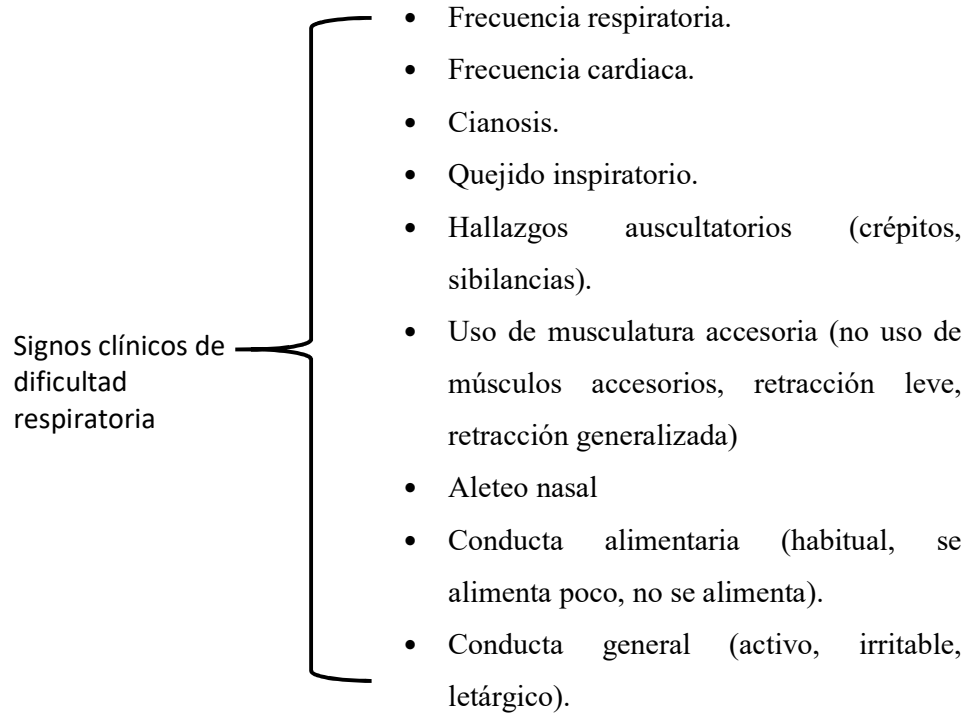 Signos clínicos de
dificultad
respiratoria
• Frecuencia respiratoria.
• Frecuencia cardiaca.
• Cianosis.
• Quejido inspiratorio.
• Hallazgos auscultatorios (crépitos,
sibilancias).
• Uso de musculatura accesoria (no uso de
músculos accesorios, retracción leve,
retracción generalizada)
• Aleteo nasal
• Conducta alimentaria (habitual, se
alimenta poco, no se alimenta).
• Conducta general (activo, irritable,
letárgico).